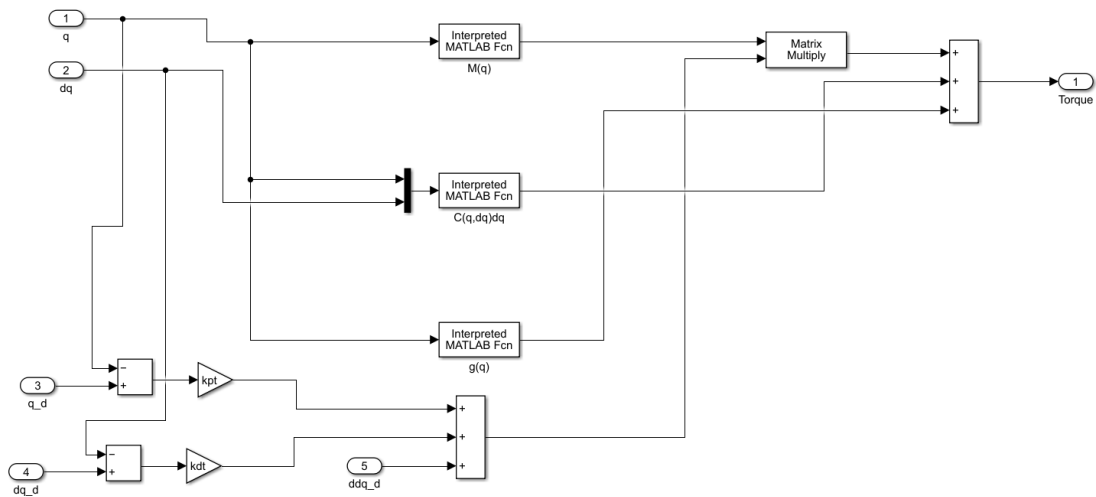 1
q
2
dq
Interpreted
MATLAB Fcn
M(q)
Matrix
Multiply
+
+
+
1
Torque
Interpreted
MATLAB Fcn
C(q,dq)dq
Interpreted
MATLAB Fcn
g(q)
−
+
3
q_d
kpt
−
+
4
dq_d
kdt
+
+
+
5
ddq_d